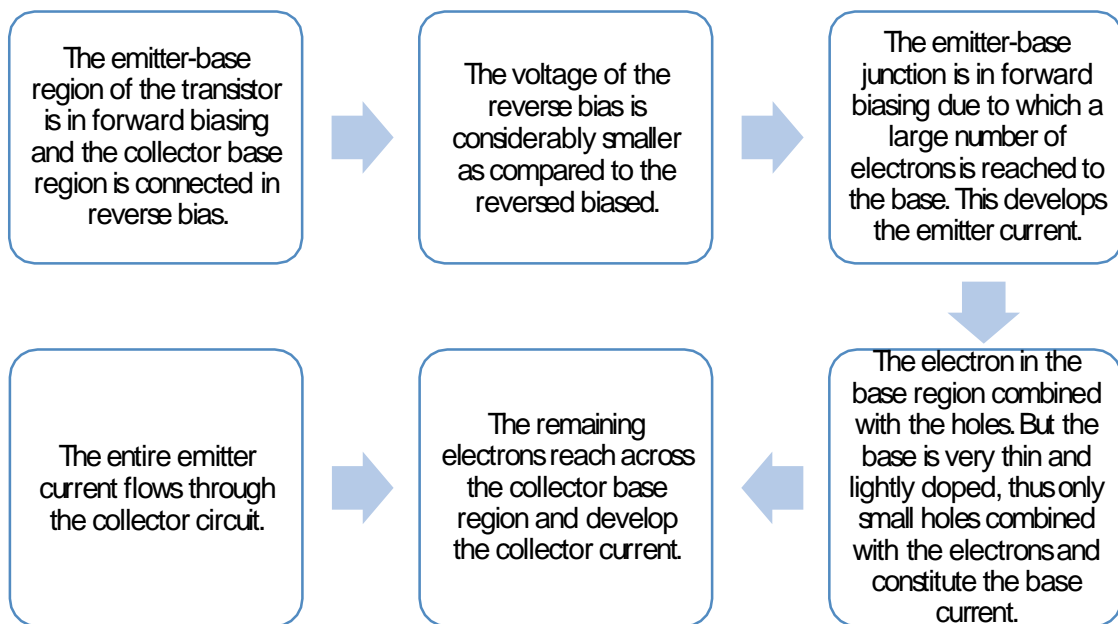 The emitter-base
region of the transistor
is in forward biasing
and the collector base
region is connected in
reverse bias.
The voltage of the
reverse bias is
considerably smaller
as compared to the
reversed biased.
The emitter-base
junction is in forward
biasing due to which a
large number of
electrons is reached to
the base. This develops
the emitter current.
The electron in the
base region combined
with the holes. But the
base is very thin and
lightly doped, thus only
small holes combined
with the electrons and
constitute the base
current.
The remaining
electrons reach across
the collector base
region and develop
the collector current.
The entire emitter
current flows through
the collector circuit.